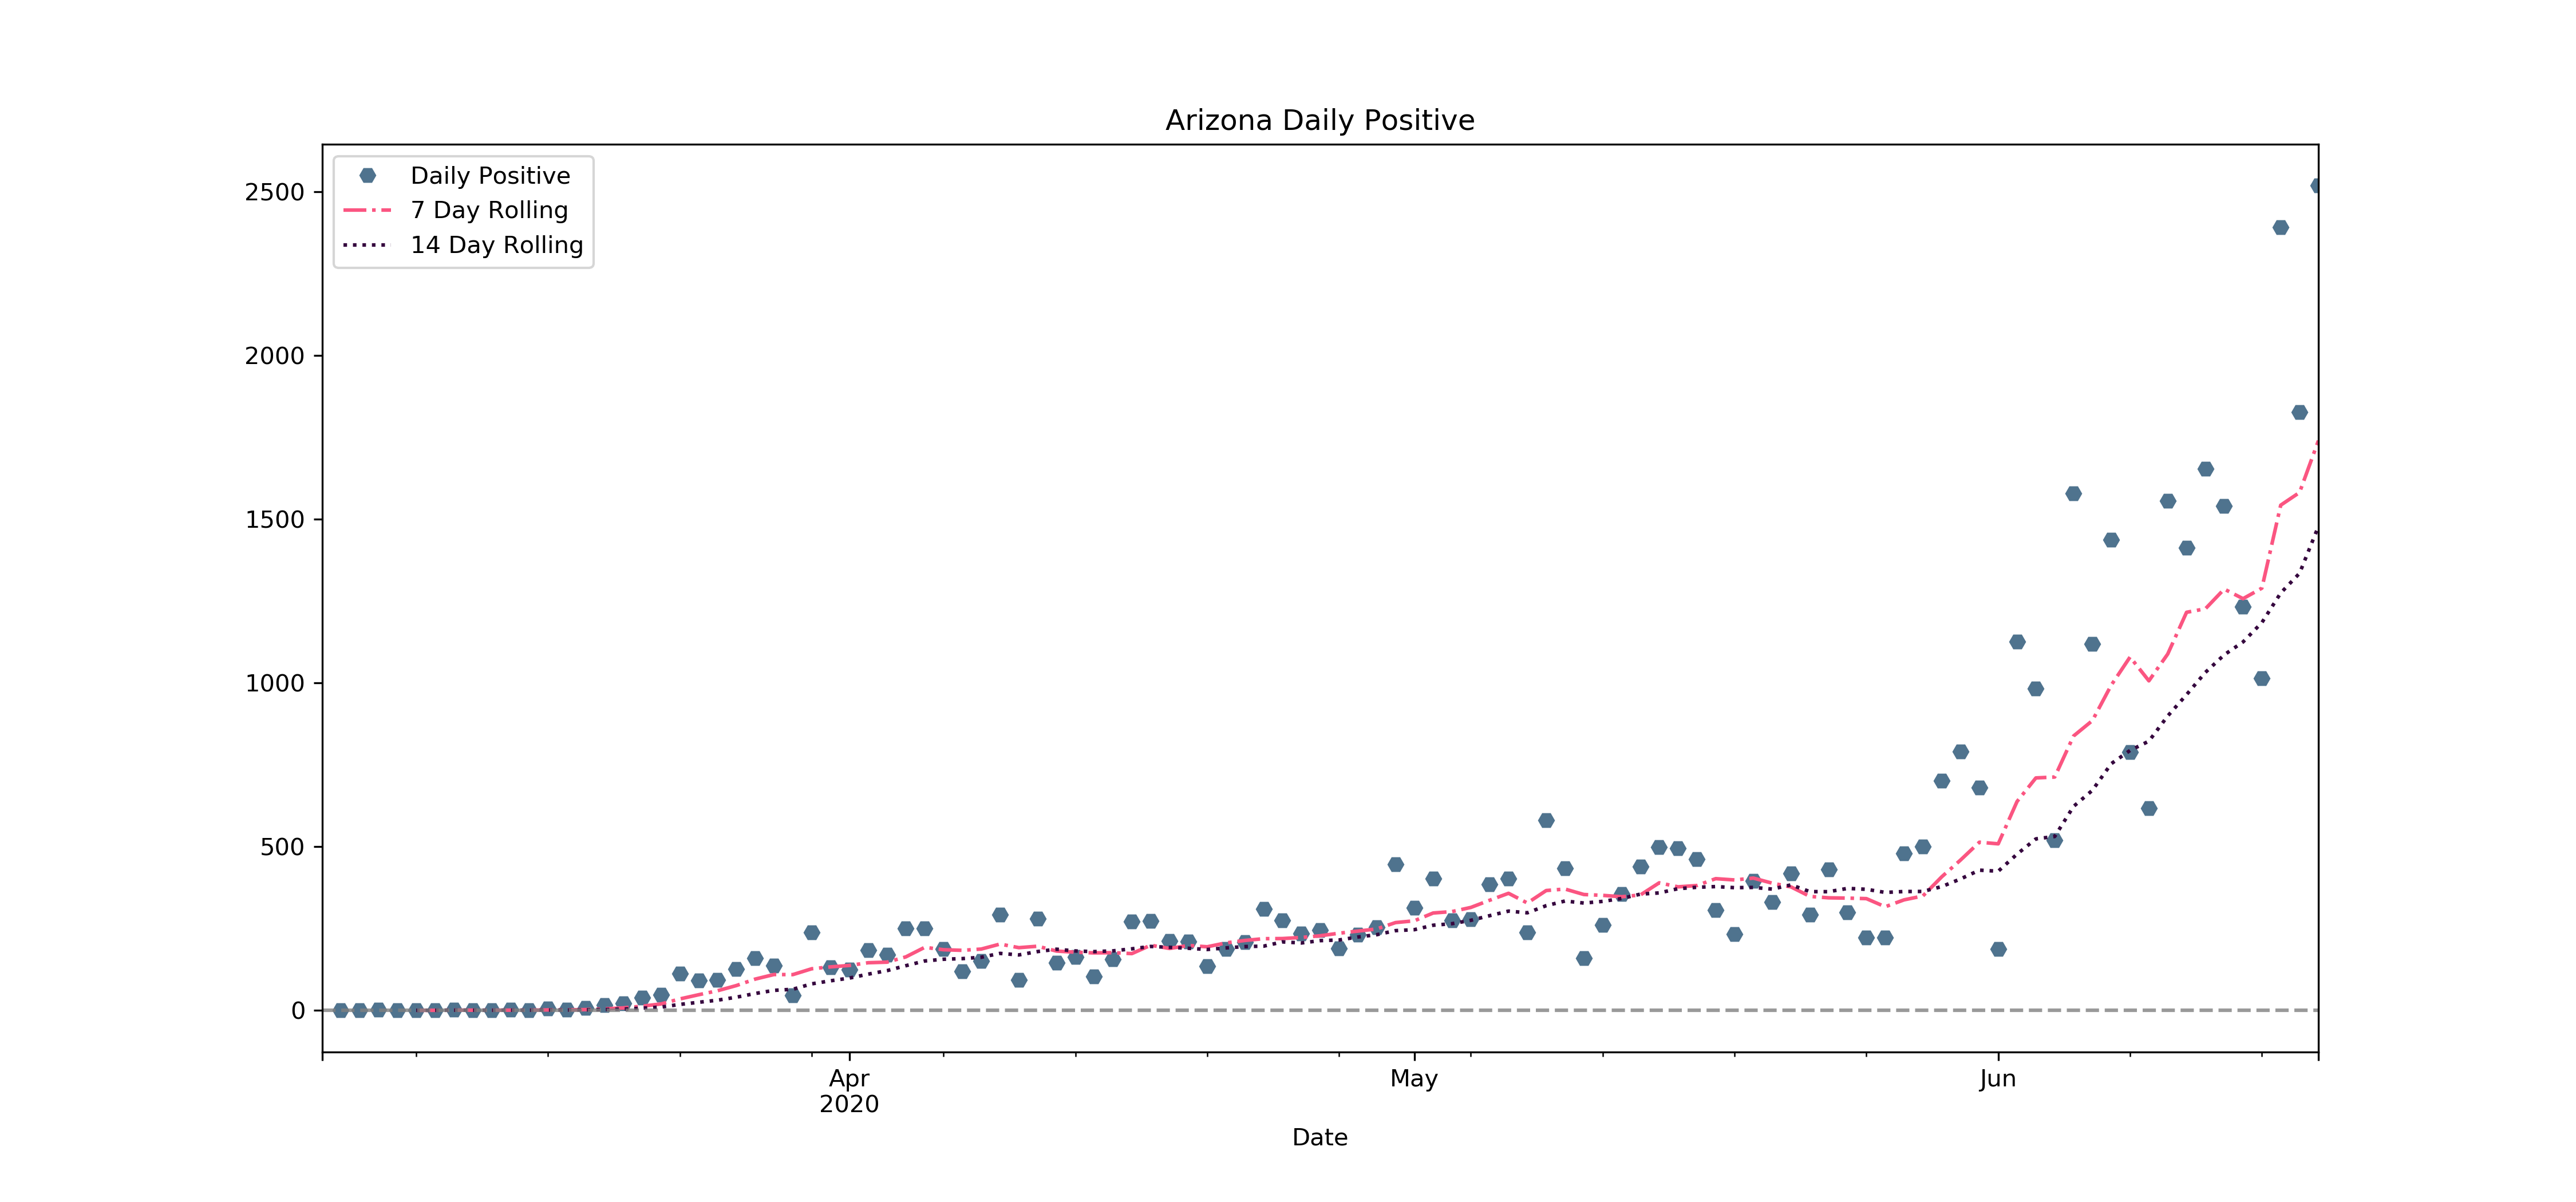 Arizona Daily Positive
Daily Positive
7 Day Rolling
14 Day Rolling
2500
2000
1500
1000
500
0
Apr
2020
May
Jun
Date